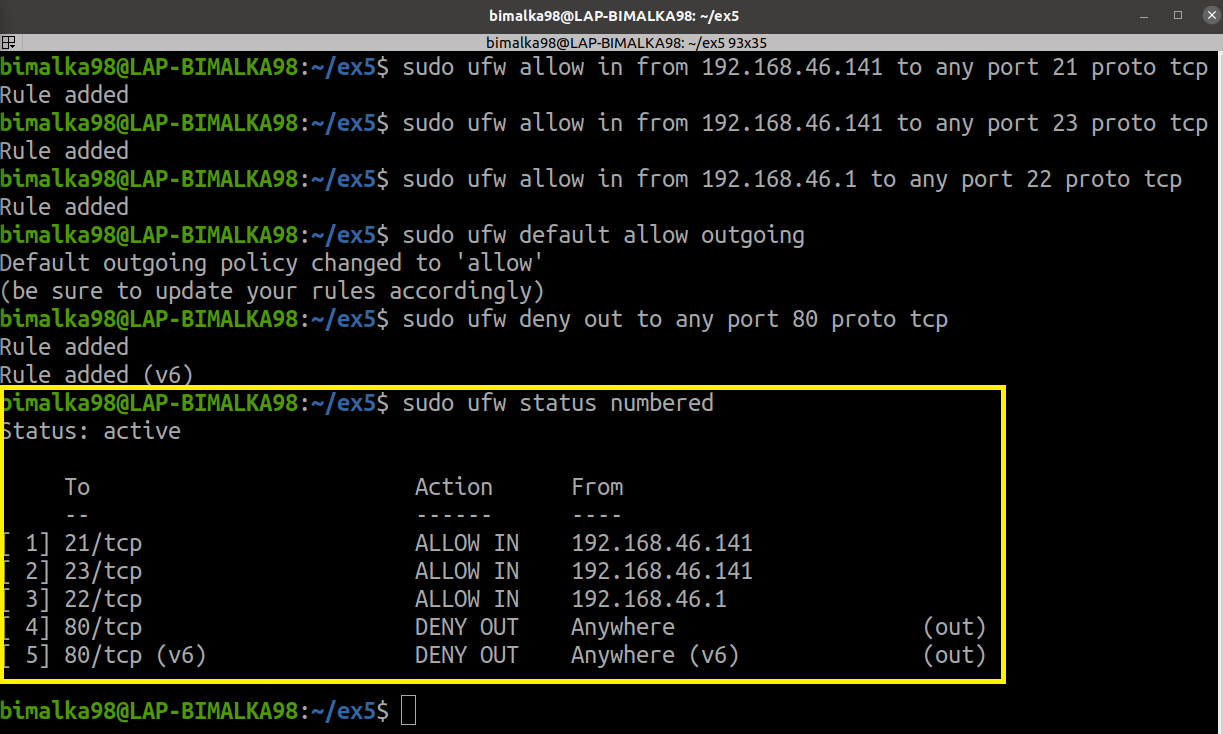 bimalka98@LAP-BIMALKA98: ~/ex5
bimalka98@LAP-BIMALKA98: ~/ex5 93x35
bimalka98@LAP-BIMALKA98:~/ex5$ sudo ufw allow in from 192.168.46.141 to any port 21 proto tcp
Rule added
bimalka98@LAP-BIMALKA98:~/ex5$ sudo ufw allow in from 192.168.46.141 to any port 23 proto tcp
Rule added
bimalka98@LAP-BIMALKA98:~/ex5$ sudo ufw allow in from 192.168.46.1 to any port 22 proto tcp
Rule added
bimalka98@LAP-BIMALKA98:~/ex5$ sudo ufw default allow outgoing
Default outgoing policy changed to 'allow'
(be sure to update your rules accordingly)
bimalka98@LAP-BIMALKA98:~/ex5$ sudo ufw deny out to any port 80 proto tcp
Rule added
Rule added (v6)
bimalka98@LAP-BIMALKA98:~/ex5$ sudo ufw status numbered
Status: active
To Action From
-- ------ ----
[ 1] 21/tcp ALLOW IN 192.168.46.141
[ 2] 23/tcp ALLOW IN 192.168.46.141
[ 3] 22/tcp ALLOW IN 192.168.46.1
[ 4] 80/tcp DENY OUT Anywhere (out)
[ 5] 80/tcp (v6) DENY OUT Anywhere (v6) (out)
bimalka98@LAP-BIMALKA98:~/ex5$